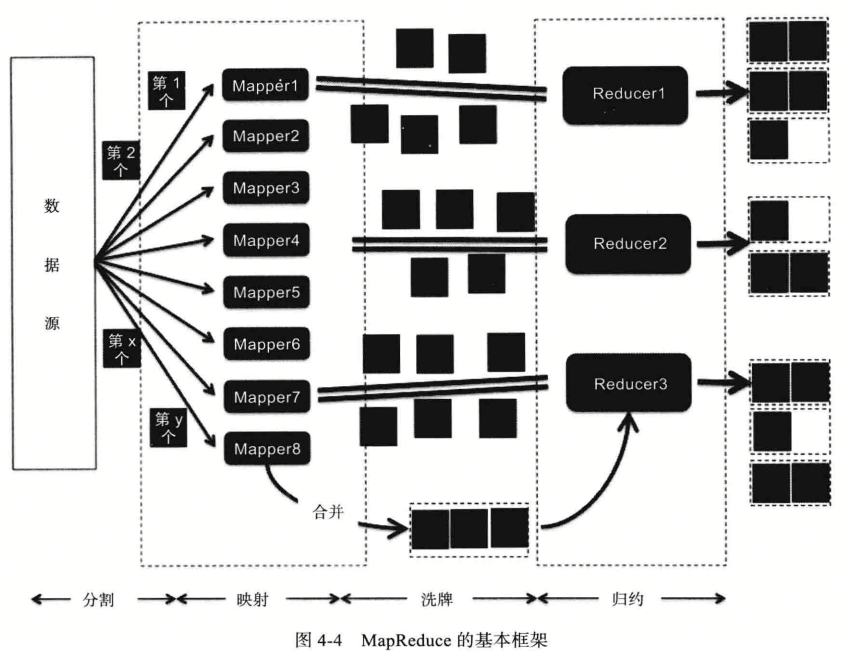 数
据
源
第 1
个
第 2
个
第 x
个
第 y
个
Mapper1
Mapper2
Mapper3
Mapper4
Mapper5
Mapper6
Mapper7
Mapper8
合并
Reducer1
Reducer2
Reducer3
分割
映射
洗牌
归约
图 4-4 MapReduce 的基本框架